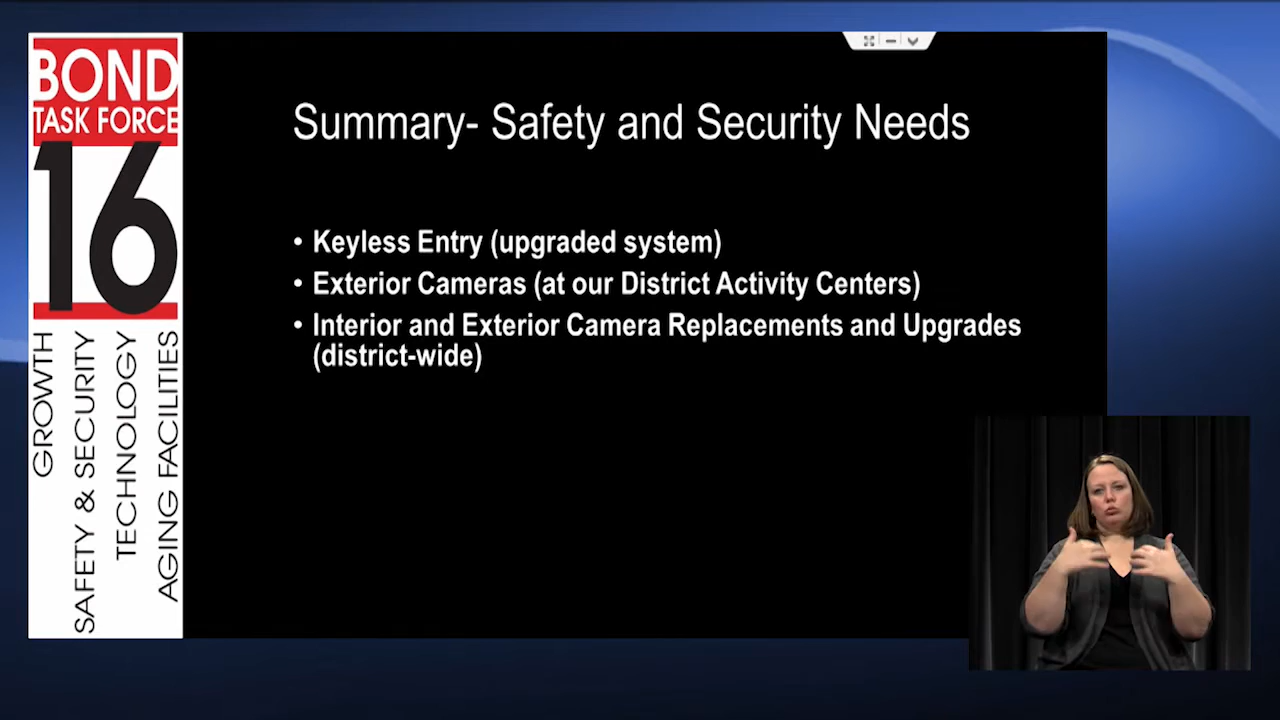 BOND
TASK FORCE
16
GROWTH
SAFETY & SECURITY
TECHNOLOGY
AGING FACILITIES
Summary- Safety and Security Needs
• Keyless Entry (upgraded system)
• Exterior Cameras (at our District Activity Centers)
• Interior and Exterior Camera Replacements and Upgrades
(district-wide)